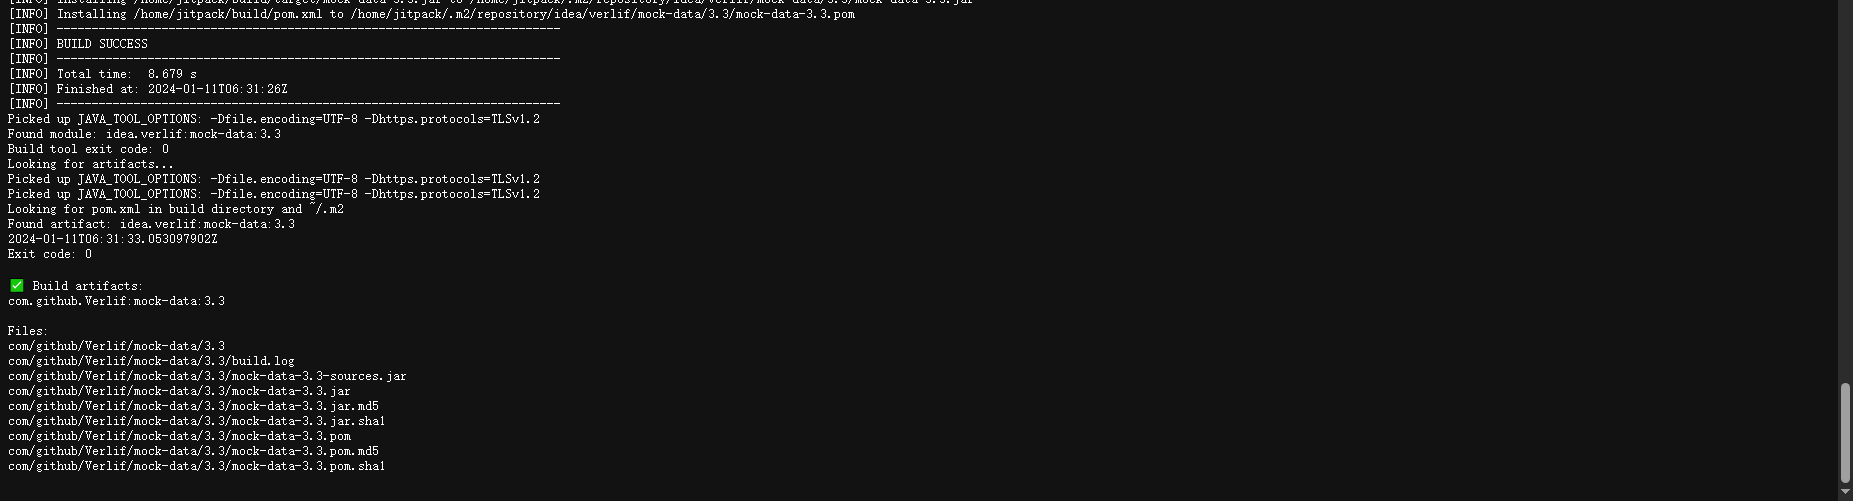 [INFO] Installing /home/jitpack/build/target/mock-data-3.3.jar to /home/jitpack/.m2/repository/idea/verlif/mock-data/3.3/mock-data-3.3.jar
[INFO] Installing /home/jitpack/build/pom.xml to /home/jitpack/.m2/repository/idea/verlif/mock-data/3.3/mock-data-3.3.pom
[INFO] ------------------------------------------------------------------------
[INFO] BUILD SUCCESS
[INFO] ------------------------------------------------------------------------
[INFO] Total time:  8.679 s
[INFO] Finished at: 2024-01-11T06:31:26Z
[INFO] ------------------------------------------------------------------------
Picked up JAVA_TOOL_OPTIONS: -Dfile.encoding=UTF-8 -Dhttps.protocols=TLSv1.2
Found module: idea.verlif:mock-data:3.3
Build tool exit code: 0
Looking for artifacts...
Picked up JAVA_TOOL_OPTIONS: -Dfile.encoding=UTF-8 -Dhttps.protocols=TLSv1.2
Picked up JAVA_TOOL_OPTIONS: -Dfile.encoding=UTF-8 -Dhttps.protocols=TLSv1.2
Looking for pom.xml in build directory and ~/.m2
Found artifact: idea.verlif:mock-data:3.3
2024-01-11T06:31:33.053097902Z
Exit code: 0
✅ Build artifacts:
com.github.Verlif:mock-data:3.3
Files:
com/github/Verlif/mock-data/3.3
com/github/Verlif/mock-data/3.3/build.log
com/github/Verlif/mock-data/3.3/mock-data-3.3-sources.jar
com/github/Verlif/mock-data/3.3/mock-data-3.3.jar
com/github/Verlif/mock-data/3.3/mock-data-3.3.jar.md5
com/github/Verlif/mock-data/3.3/mock-data-3.3.jar.sha1
com/github/Verlif/mock-data/3.3/mock-data-3.3.pom
com/github/Verlif/mock-data/3.3/mock-data-3.3.pom.md5
com/github/Verlif/mock-data/3.3/mock-data-3.3.pom.sha1